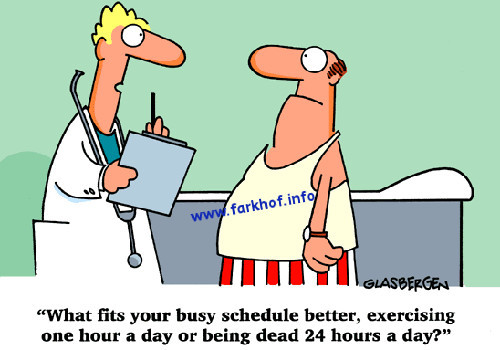 www.farkhof.info
GLASBERGEN
“What fits your busy schedule better, exercising
one hour a day or being dead 24 hours a day?”